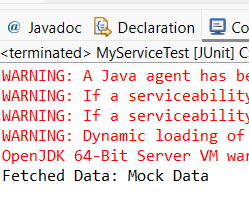 @ Javadoc Declaration Co
<terminated> MyServiceTest [JUnit] C
WARNING: A Java agent has be
WARNING: If a serviceability
WARNING: If a serviceability
WARNING: Dynamic loading of
OpenJDK 64-Bit Server VM war
Fetched Data: Mock Data